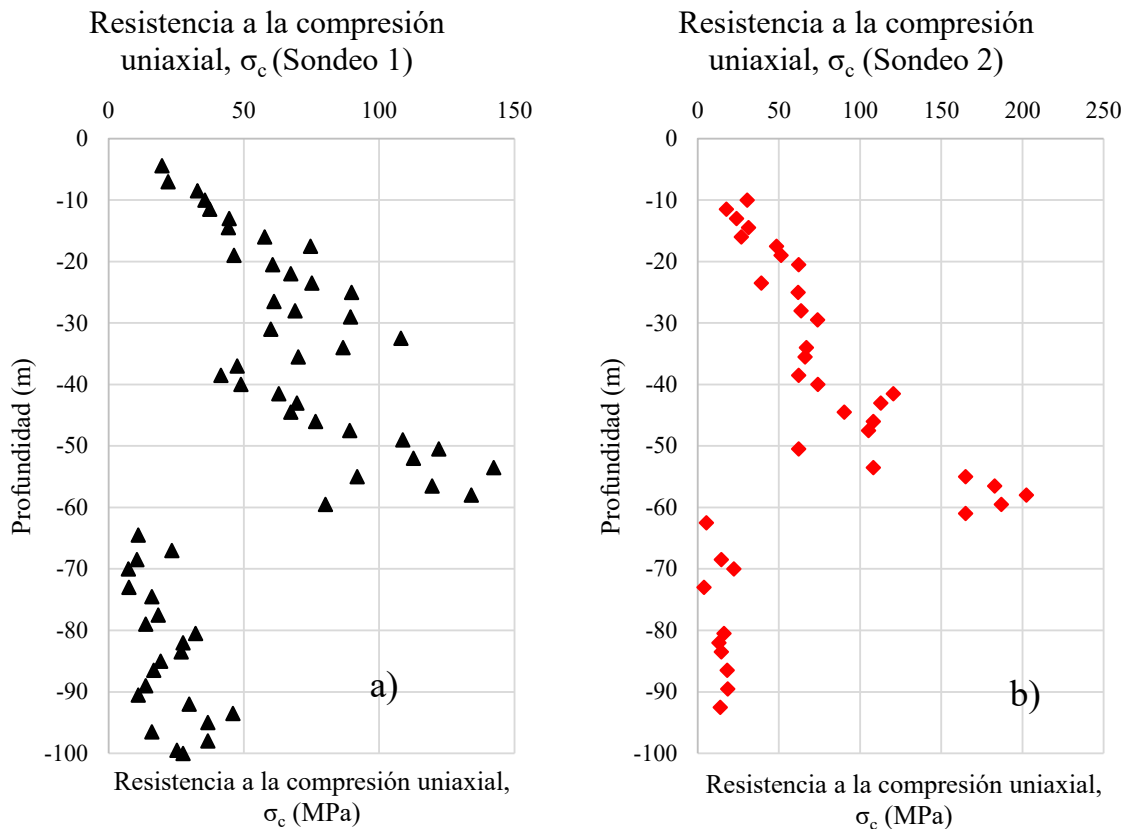 Resistencia a la compresión
uniaxial, σc (Sondeo 1)
0 50 100 150
0
-10
-20
-30
-40
-50
-60
-70
-80
-90
-100
Profundidad (m)
a)
Resistencia a la compresión uniaxial,
σc (MPa)
Resistencia a la compresión
uniaxial, σc (Sondeo 2)
0 50 100 150 200 250
0
-10
-20
-30
-40
-50
-60
-70
-80
-90
-100
Profundidad (m)
b)
Resistencia a la compresión uniaxial,
σc (MPa)